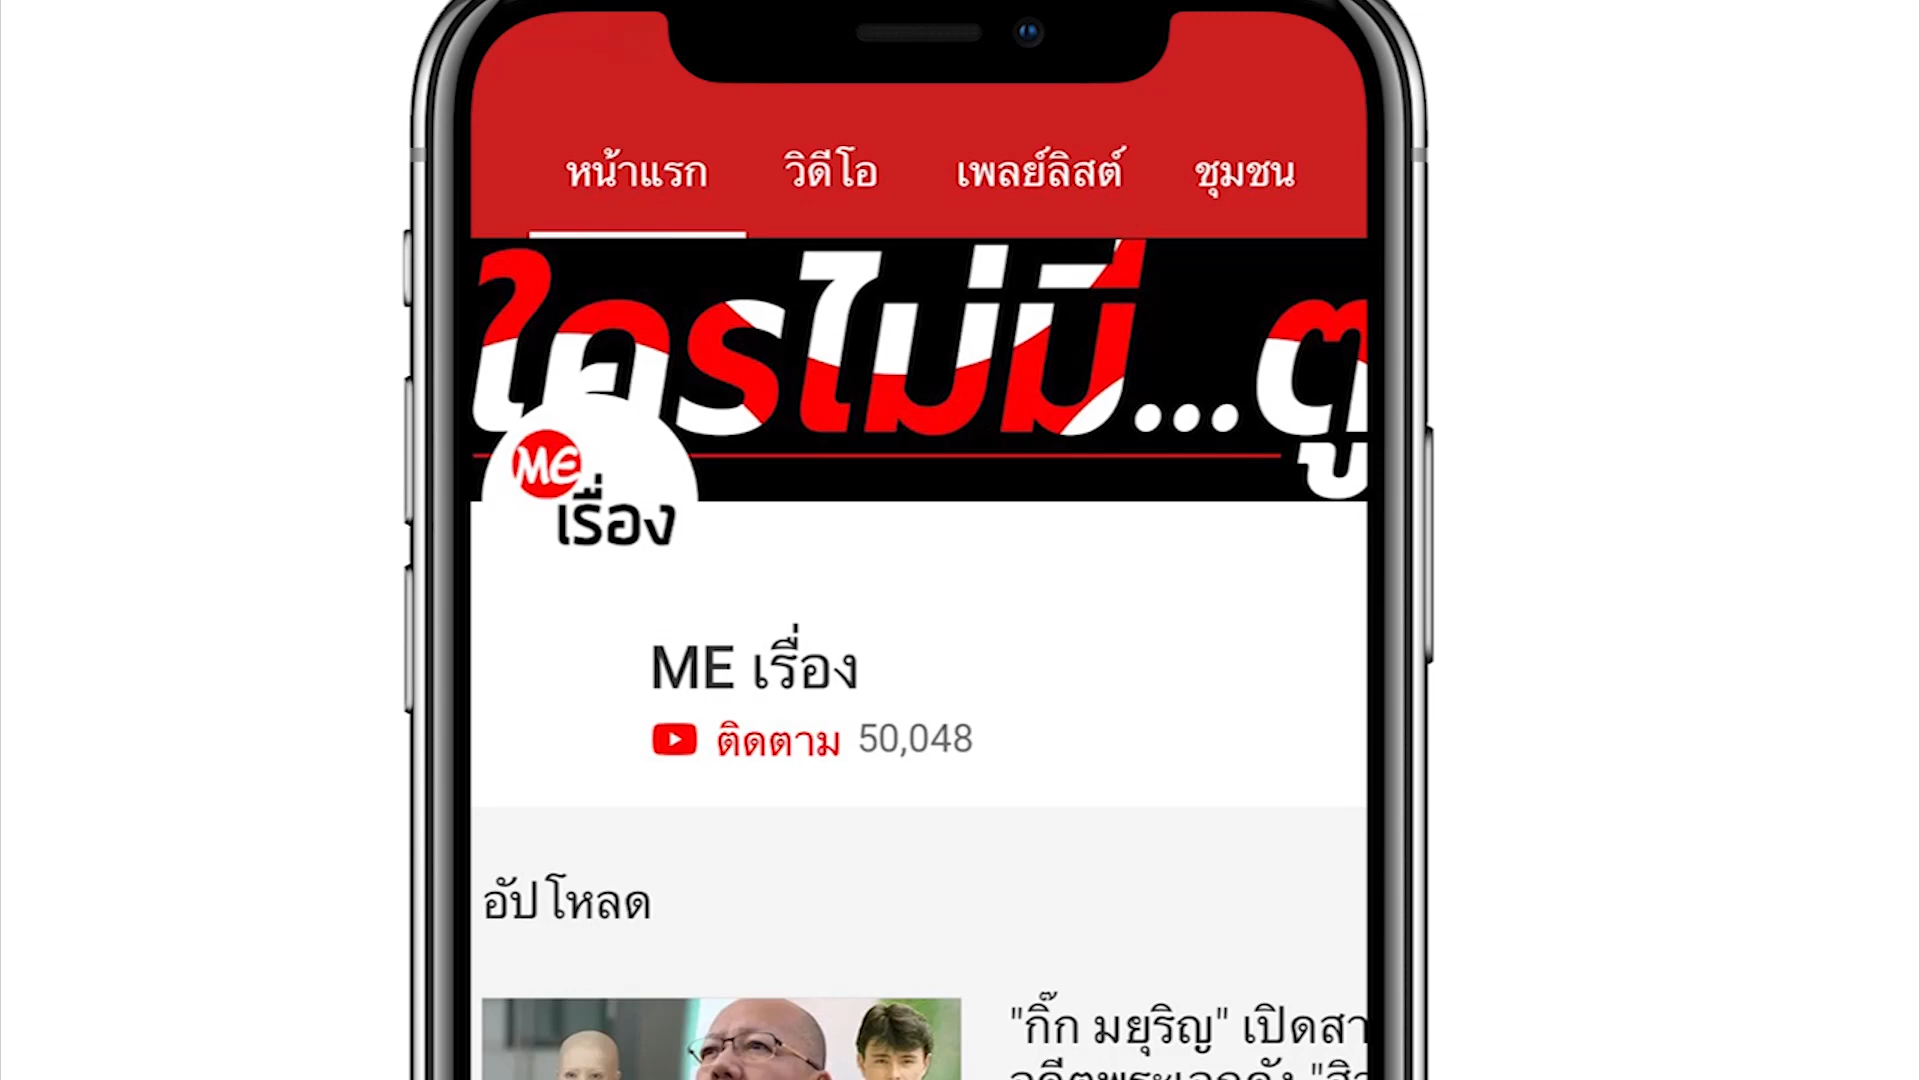 หน้าแรก วิดีโอ เพลย์ลิสต์ ชุมชน
ใครไม่มี...ตู
ME
เรื่อง
ME เรื่อง
ติดตาม 50,048
อัปโหลด
"กิ๊ก มยุริญ" เปิดสา